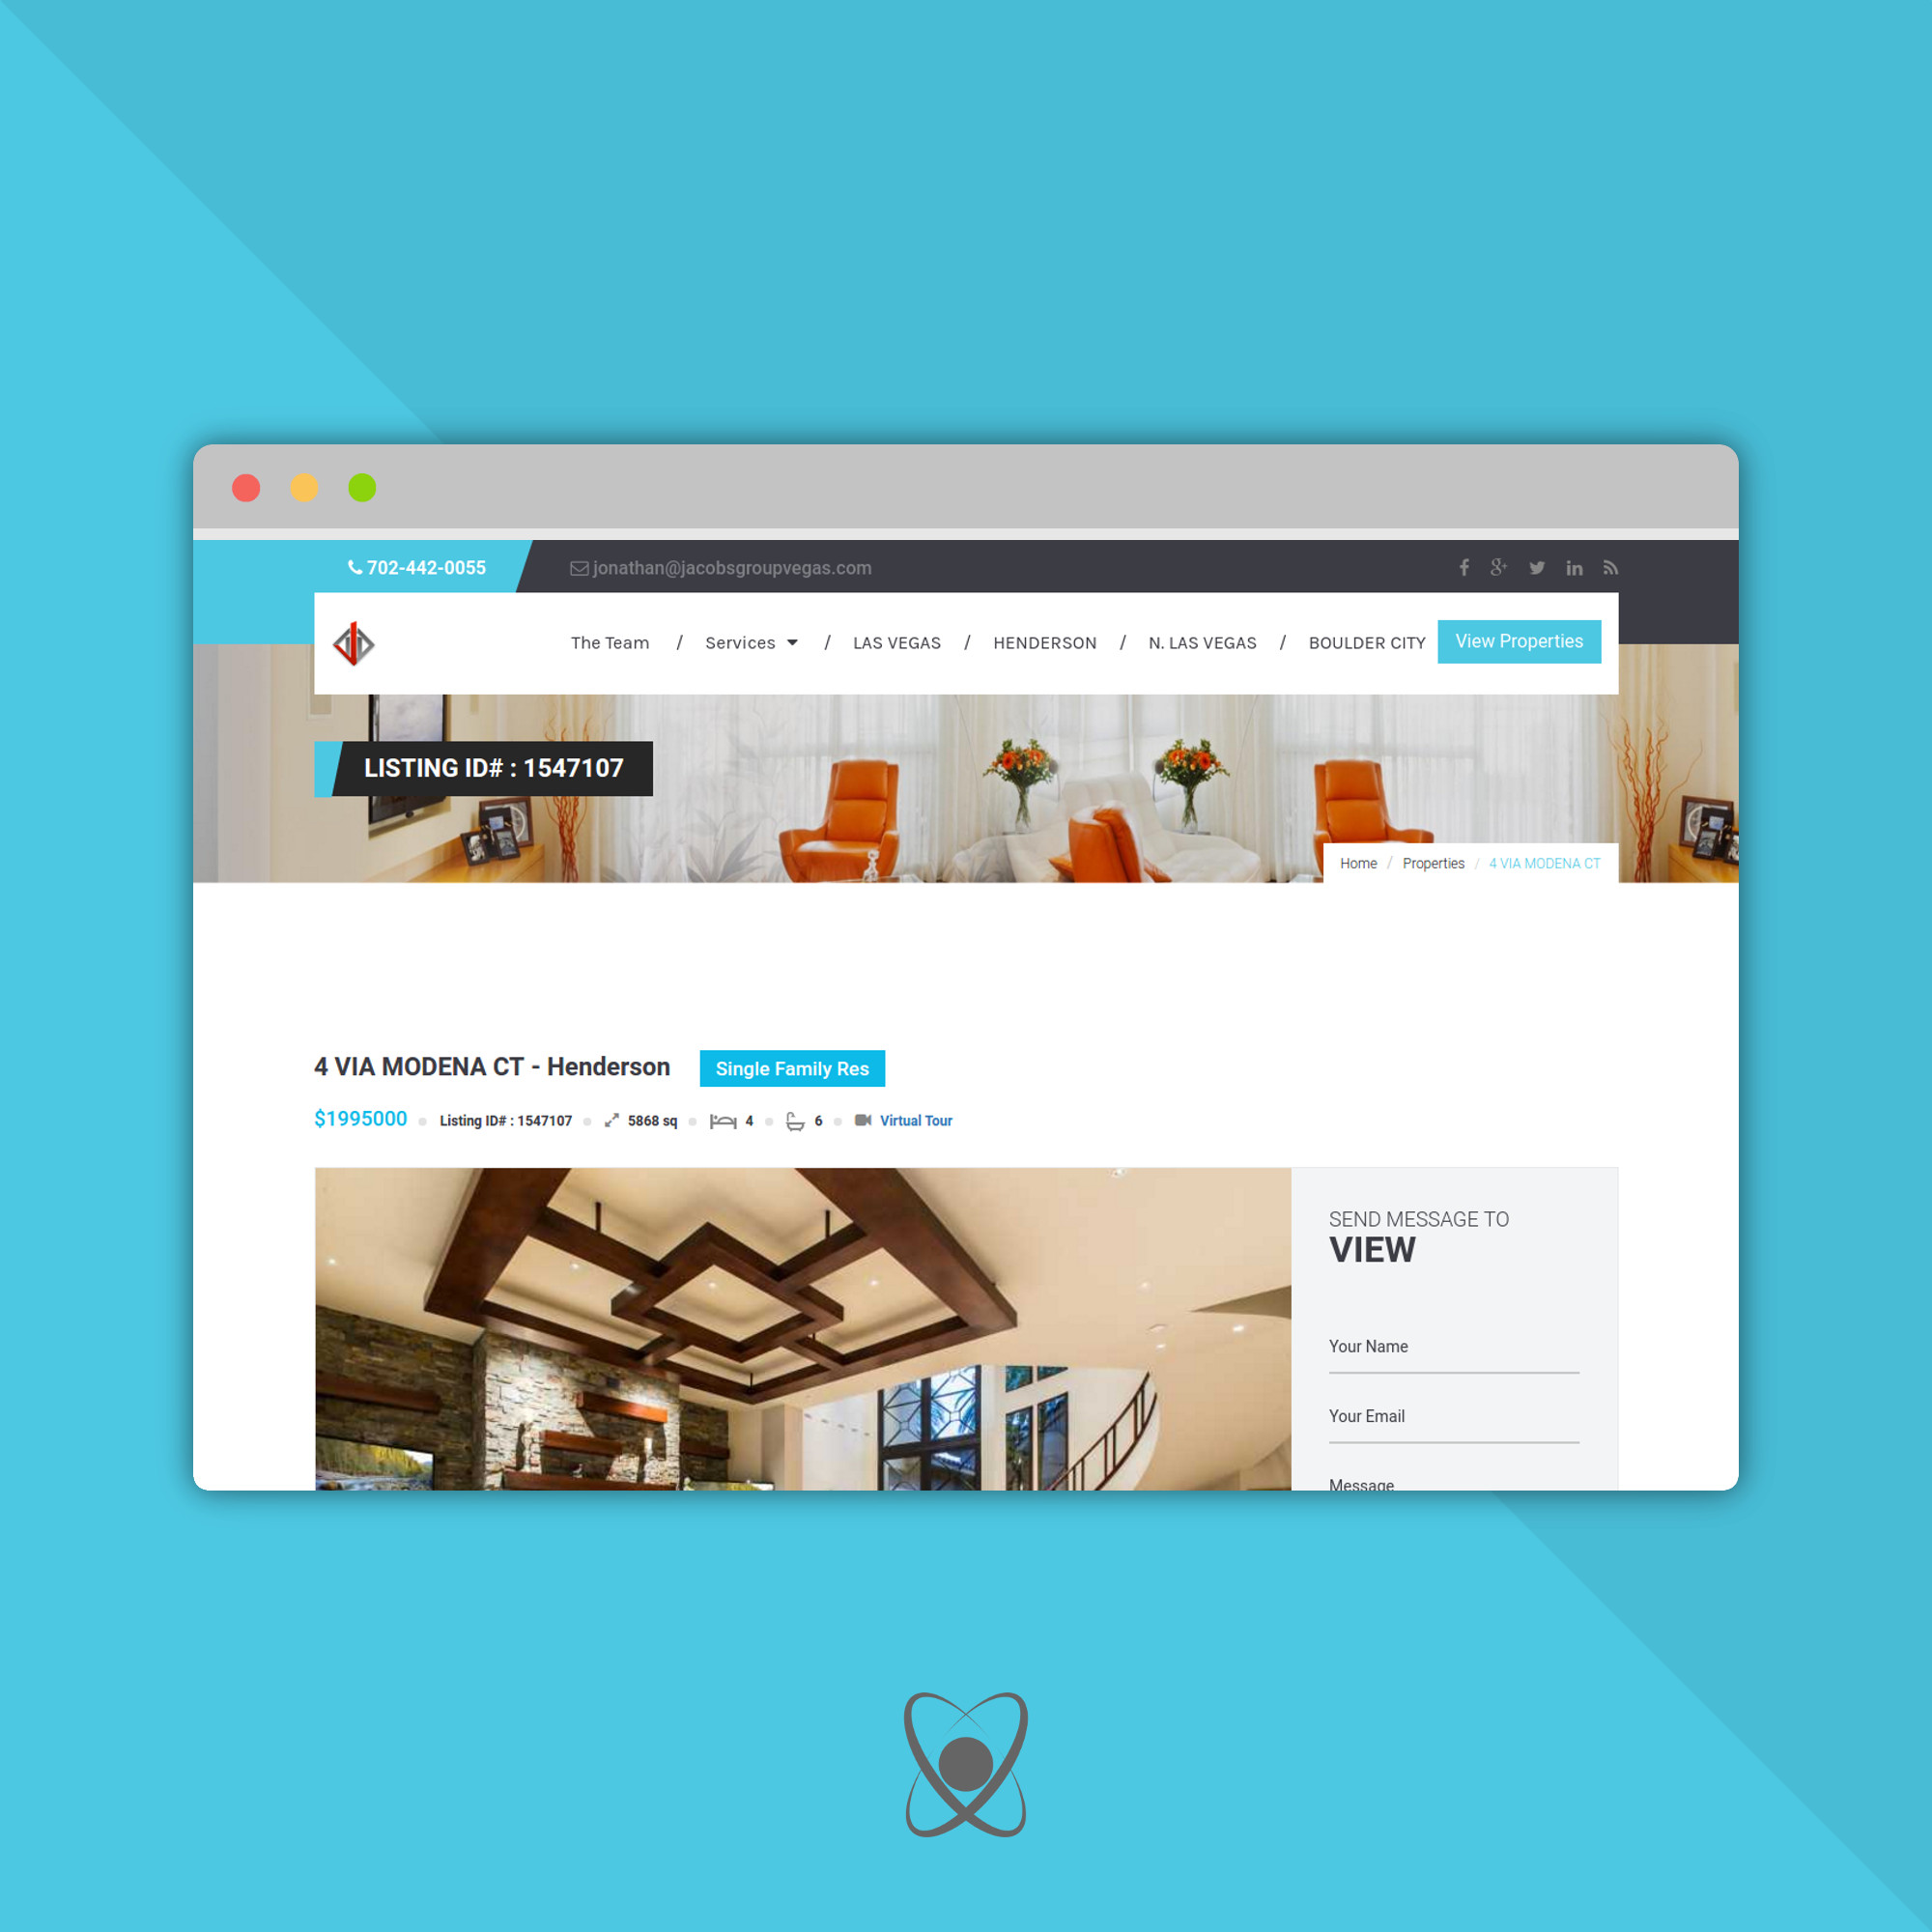 702-442-0055 jonathan@jacobsgroupvegas.com
The Team / Services / LAS VEGAS / HENDERSON / N. LAS VEGAS / BOULDER CITY View Properties
LISTING ID# : 1547107
Home / Properties / 4 VIA MODENA CT
4 VIA MODENA CT - Henderson Single Family Res
$1995000 Listing ID# : 1547107 5868 sq 4 6 Virtual Tour
SEND MESSAGE TO
VIEW
Your Name
Your Email
Message